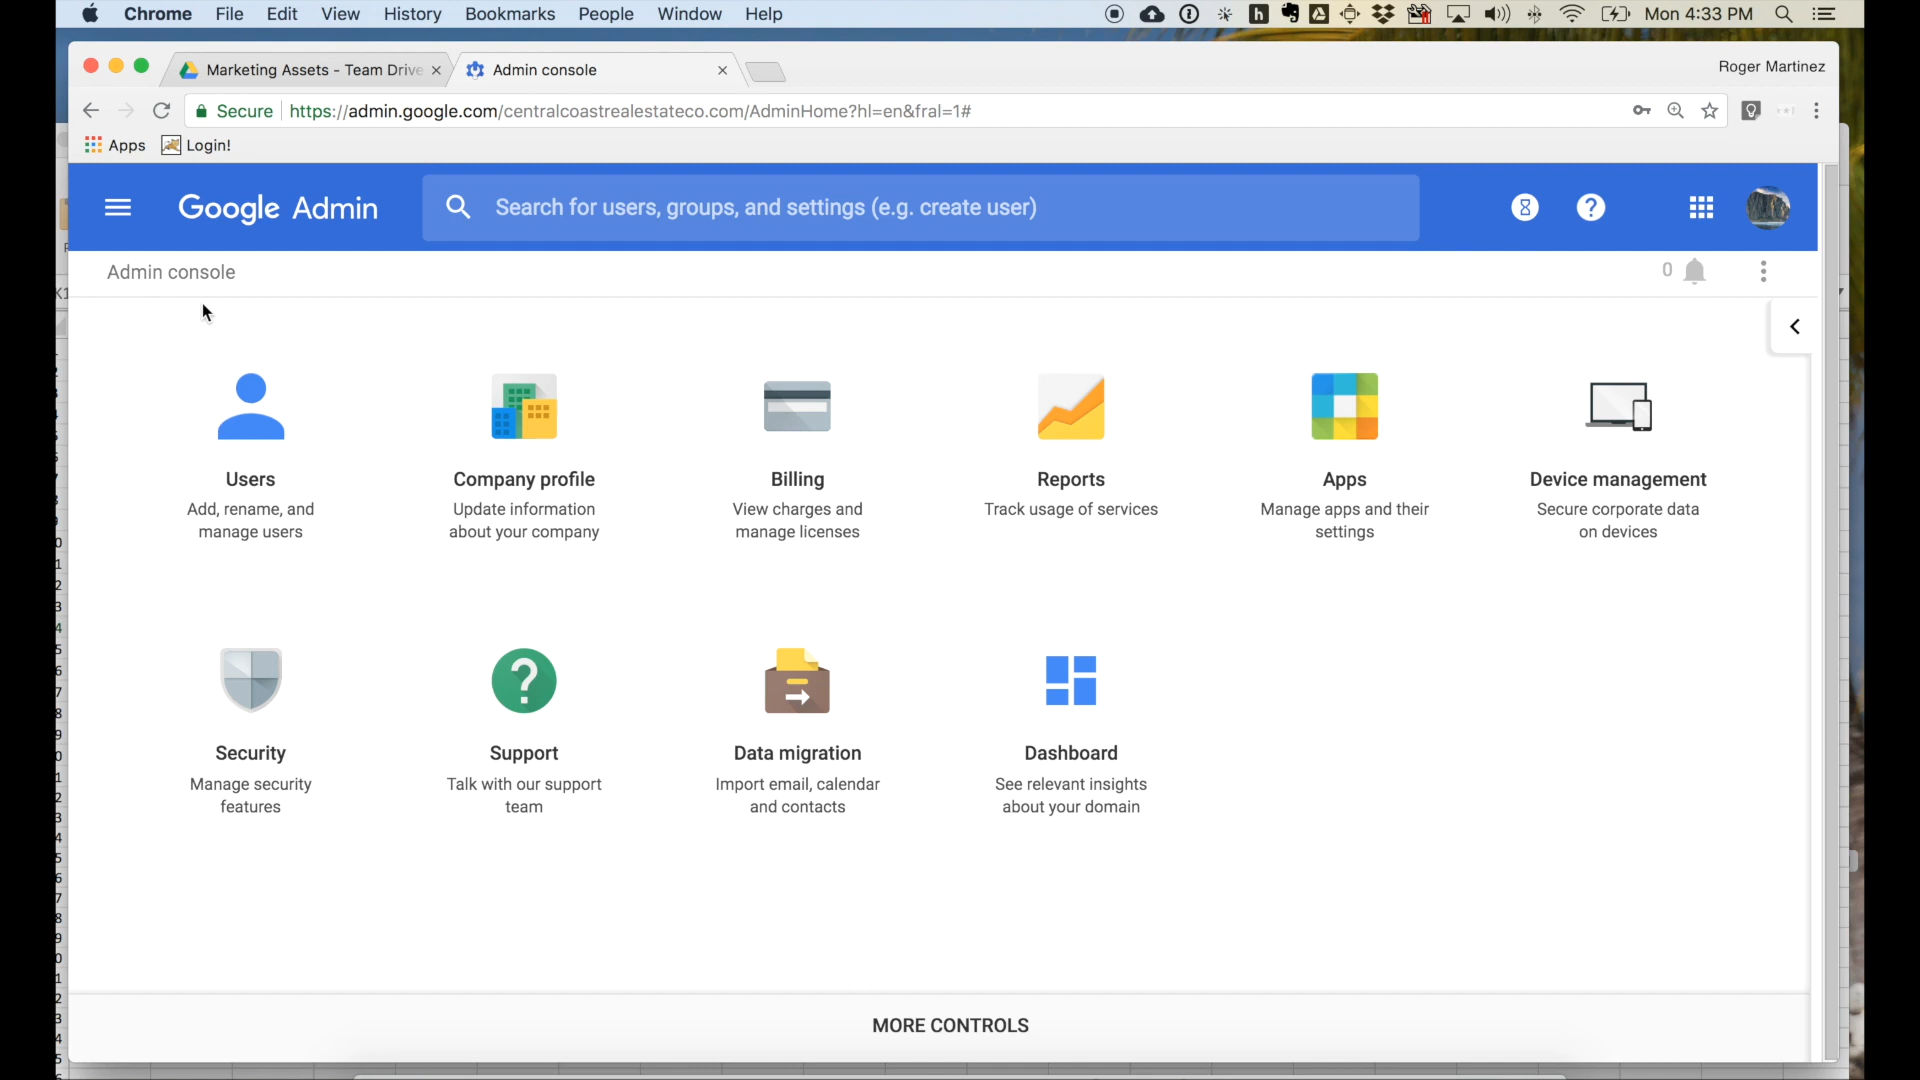 Chrome File Edit View History Bookmarks People Window Help Mon 4:33 PM
Marketing Assets - Team Drive Admin console Roger Martinez
Secure https://admin.google.com/centralcoastrealestateco.com/AdminHome?hl=en&fral=1#
Apps Login!
Google Admin Search for users, groups, and settings (e.g. create user)
Admin console 0
Users
Add, rename, and
manage users
Company profile
Update information
about your company
Billing
View charges and
manage licenses
Reports
Track usage of services
Apps
Manage apps and their
settings
Device management
Secure corporate data
on devices
Security
Manage security
features
Support
Talk with our support
team
Data migration
Import email, calendar
and contacts
Dashboard
See relevant insights
about your domain
MORE CONTROLS